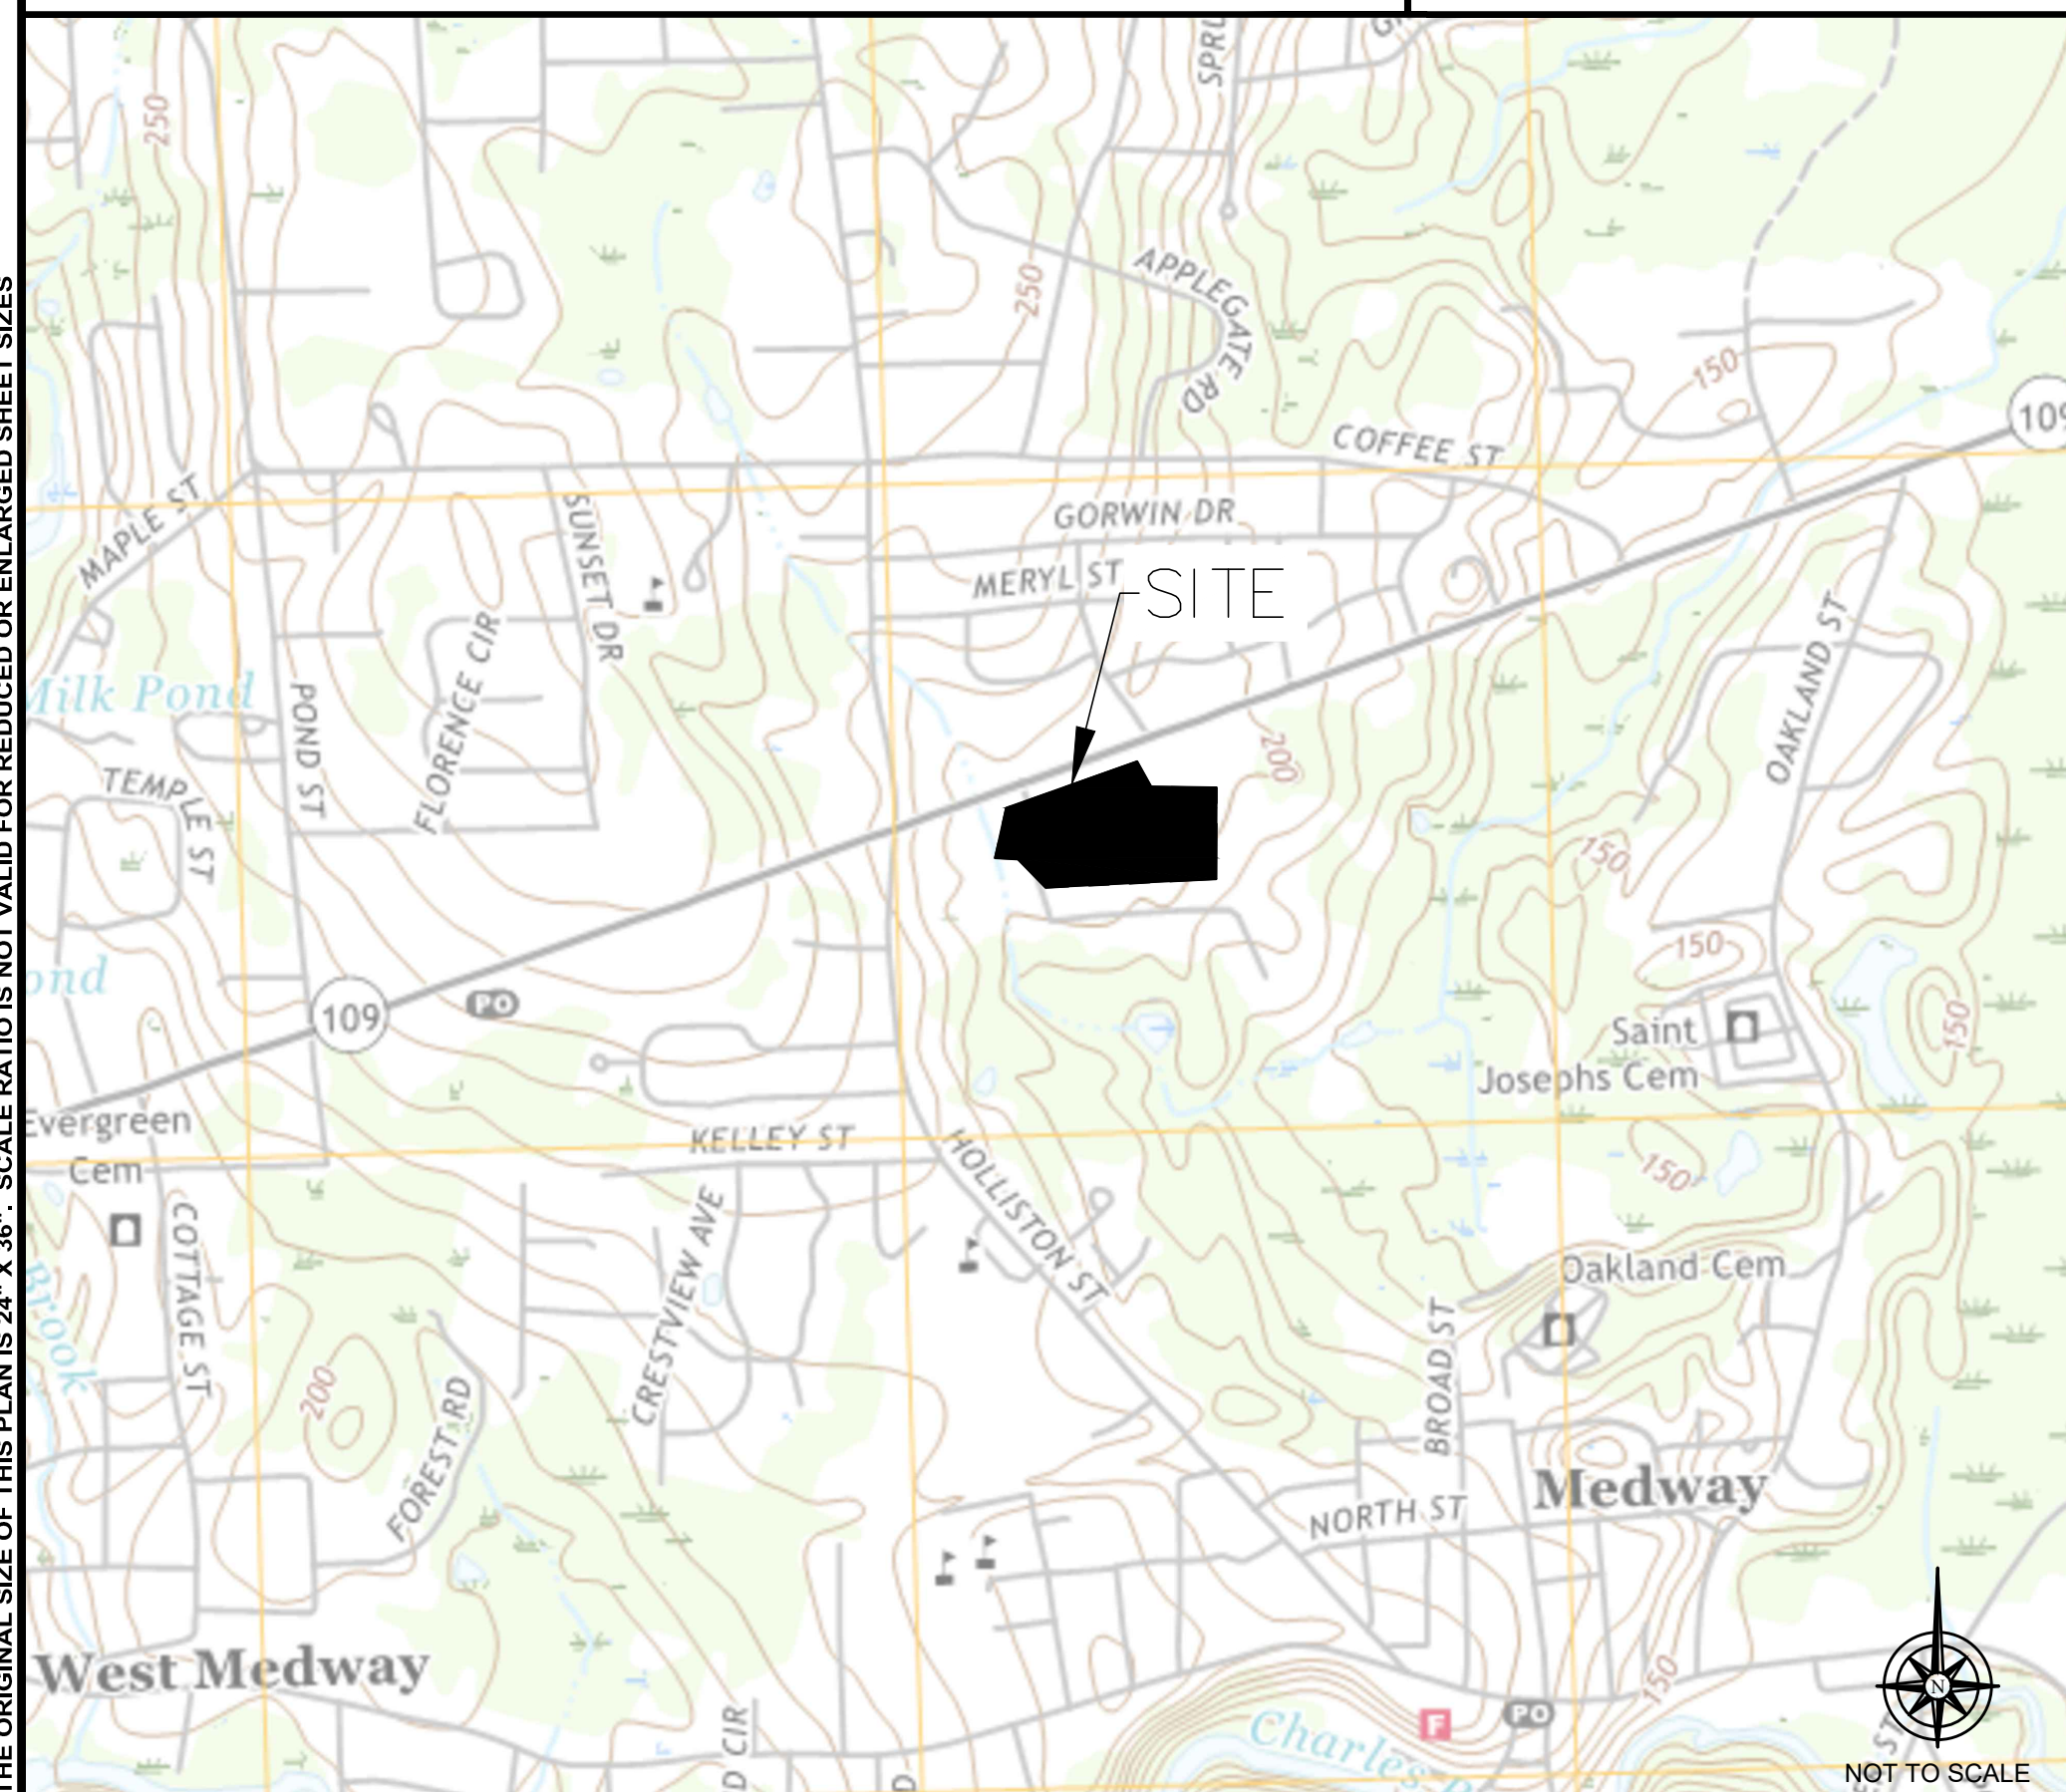 THE ORIGINAL SIZE OF THIS PLAN IS 24" X 36". SCALE RATIO IS NOT VALID FOR REDUCED OR ENLARGED SHEET SIZES
250
250
APPLEGATE RD
150
109
COFFEE ST
MAPLE ST
SUNSET DR
GORWIN DR
MERYL ST
SITE
OAKLAND ST
Milk Pond
POND ST
FLORENCE CIR
200
TEMPLE ST
150
150
109
PO
Saint
Josephs Cem
150
Evergreen
Cem
KELLEY ST
HOLLISTON ST
150
COTTAGE ST
CRESTVIEW AVE
Oakland Cem
Brook
200
FOREST RD
BROAD ST
Medway
NORTH ST
West Medway
150
F
PO
Charles
N
ST
NOT TO SCALE